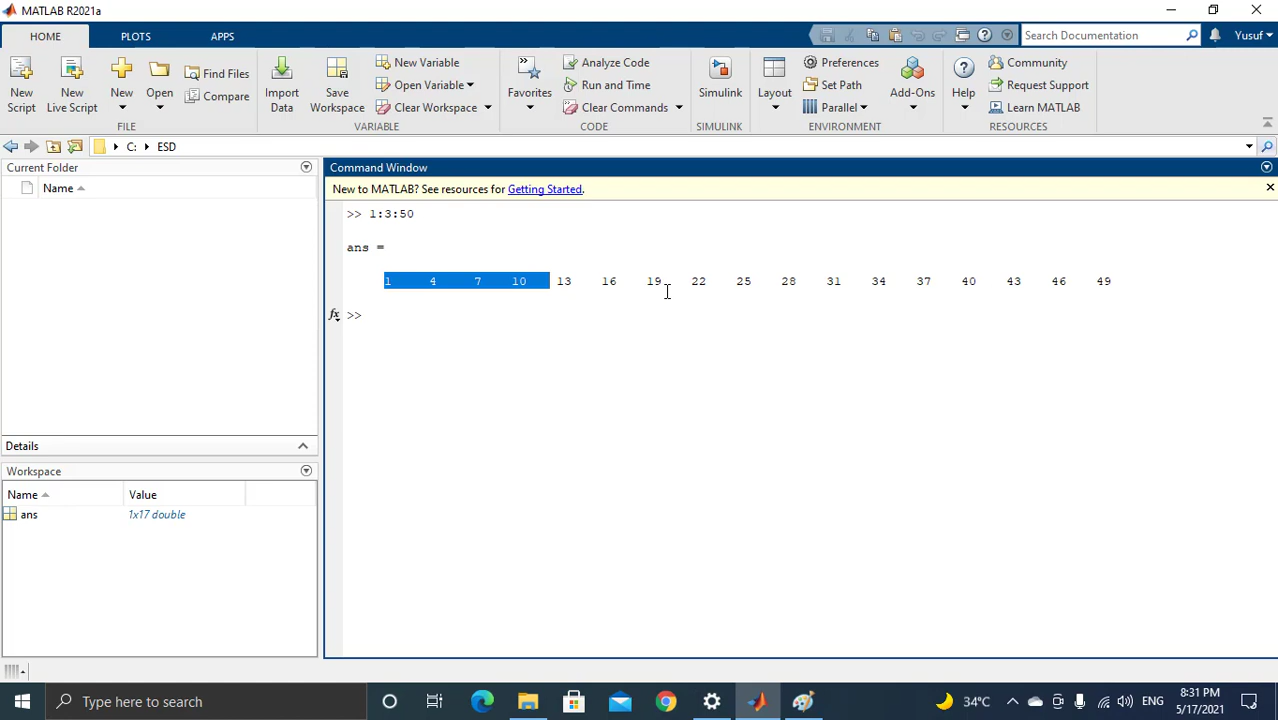 MATLAB R2021a
HOME PLOTS APPS
Search Documentation Yusuf
New Script
New Live Script
New
Open
Find Files
Compare
FILE
Import Data
Save Workspace
New Variable
Open Variable
Clear Workspace
VARIABLE
Favorites
Analyze Code
Run and Time
Clear Commands
CODE
Simulink
SIMULINK
Layout
Preferences
Set Path
Parallel
Add-Ons
ENVIRONMENT
Help
Community
Request Support
Learn MATLAB
RESOURCES
C: ESD
Current Folder
Name
Details
Workspace
Name Value
ans 1x17 double
Command Window
New to MATLAB? See resources for Getting Started.
>> 1:3:50
ans =
1 4 7 10 13 16 19 22 25 28 31 34 37 40 43 46 49
fx >>
Type here to search
34°C ENG 8:31 PM
5/17/2021